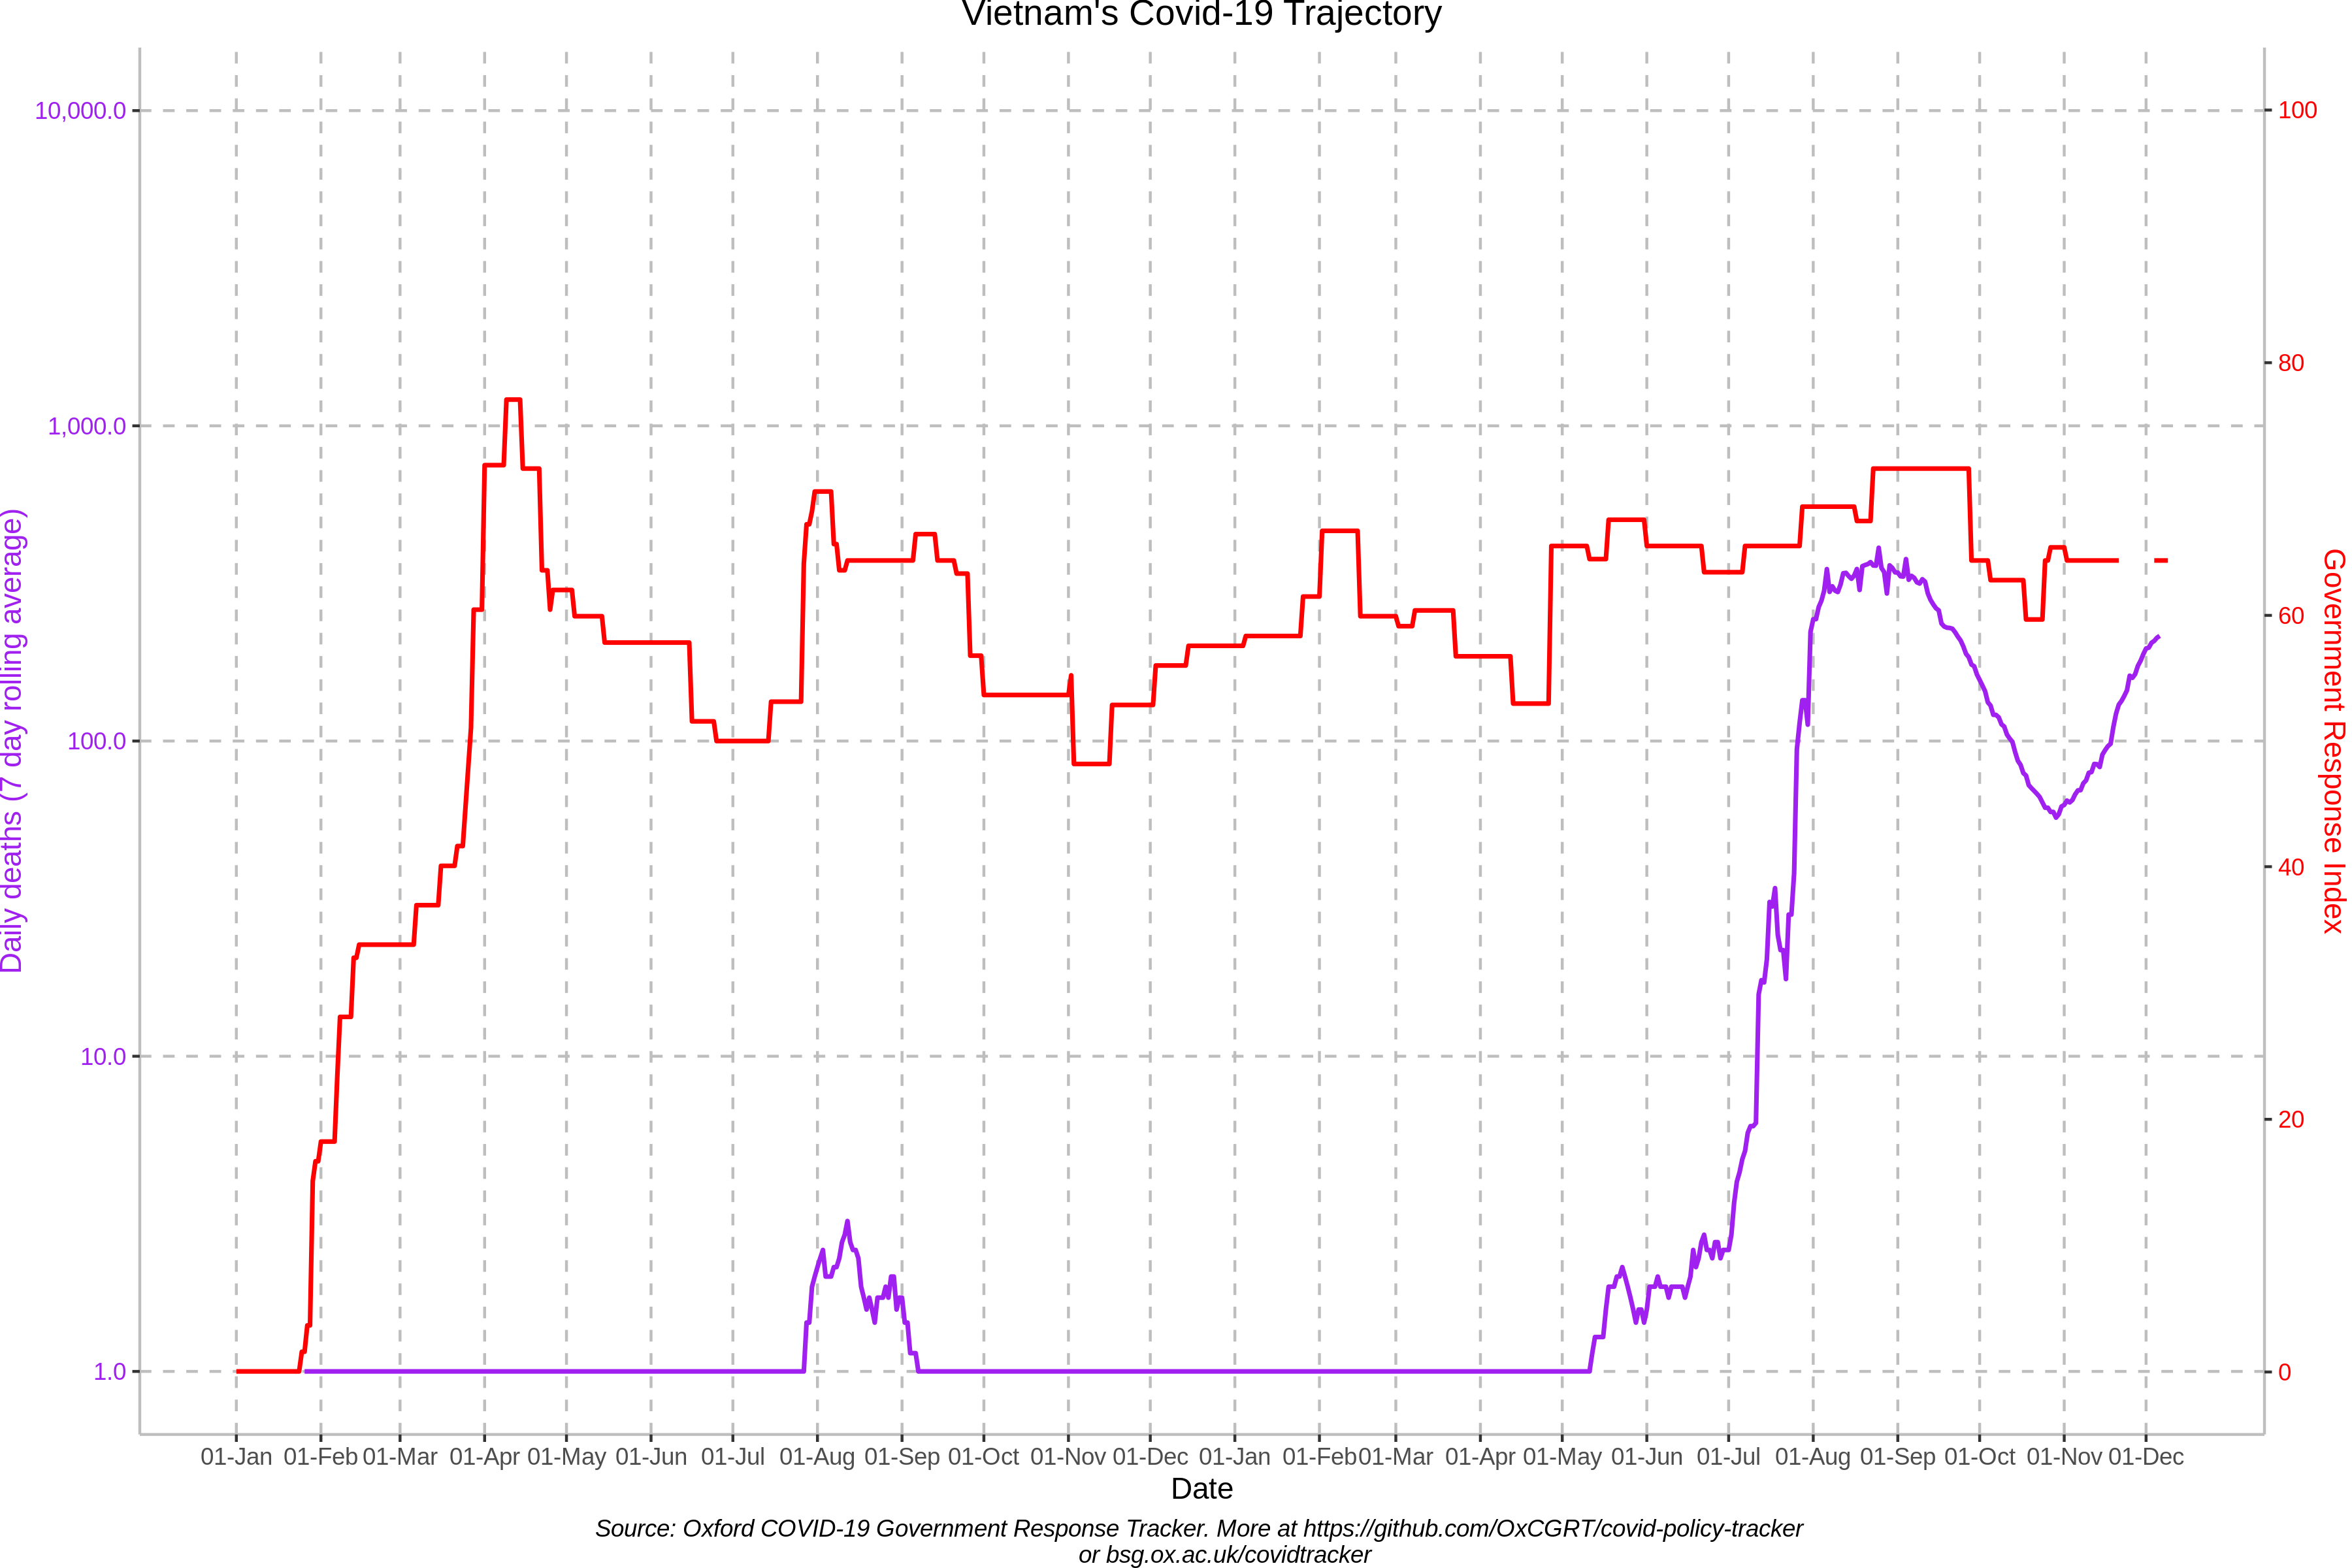 Vietnam's Covid-19 Trajectory
Daily deaths (7 day rolling average)
10,000.0
1,000.0
100.0
10.0
1.0
100
80
60
40
20
0
Government Response Index
01-Jan 01-Feb 01-Mar 01-Apr 01-May 01-Jun 01-Jul 01-Aug 01-Sep 01-Oct 01-Nov 01-Dec 01-Jan 01-Feb 01-Mar 01-Apr 01-May 01-Jun 01-Jul 01-Aug 01-Sep 01-Oct 01-Nov 01-Dec
Date
Source: Oxford COVID-19 Government Response Tracker. More at https://github.com/OxCGRT/covid-policy-tracker
or bsg.ox.ac.uk/covidtracker